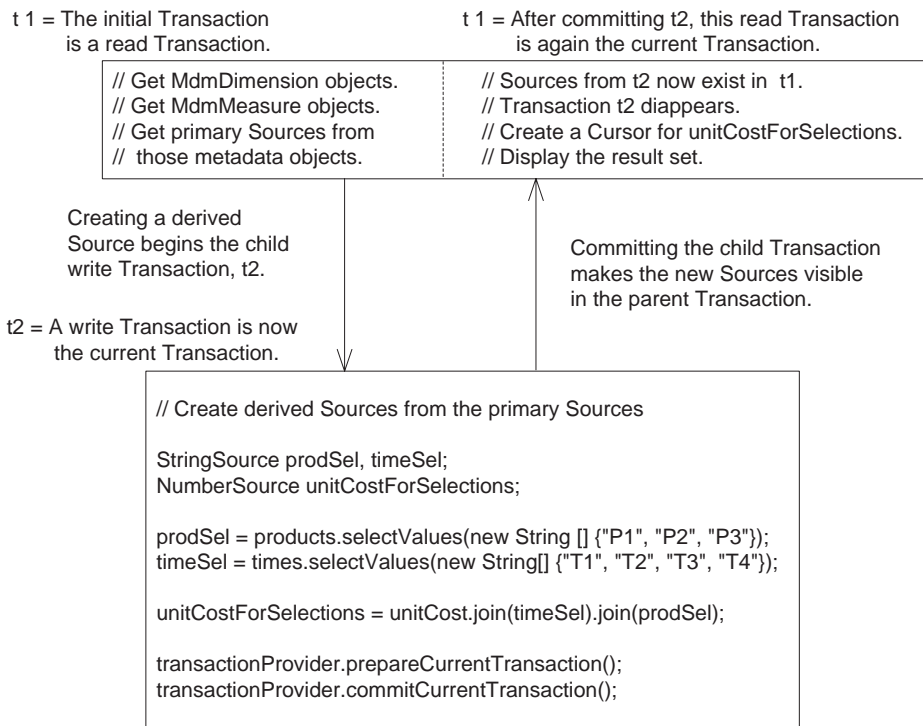 t 1 = The initial Transaction
is a read Transaction.
t 1 = After committing t2, this read Transaction
is again the current Transaction.
// Get MdmDimension objects.
// Get MdmMeasure objects.
// Get primary Sources from
// those metadata objects.
// Sources from t2 now exist in t1.
// Transaction t2 diappears.
// Create a Cursor for unitCostForSelections.
// Display the result set.
Creating a derived
Source begins the child
write Transaction, t2.
Committing the child Transaction
makes the new Sources visible
in the parent Transaction.
t2 = A write Transaction is now
the current Transaction.
// Create derived Sources from the primary Sources
StringSource prodSel, timeSel;
NumberSource unitCostForSelections;
prodSel = products.selectValues(new String [] {"P1", "P2", "P3"});
timeSel = times.selectValues(new String[] {"T1", "T2", "T3", "T4"});
unitCostForSelections = unitCost.join(timeSel).join(prodSel);
transactionProvider.prepareCurrentTransaction();
transactionProvider.commitCurrentTransaction();